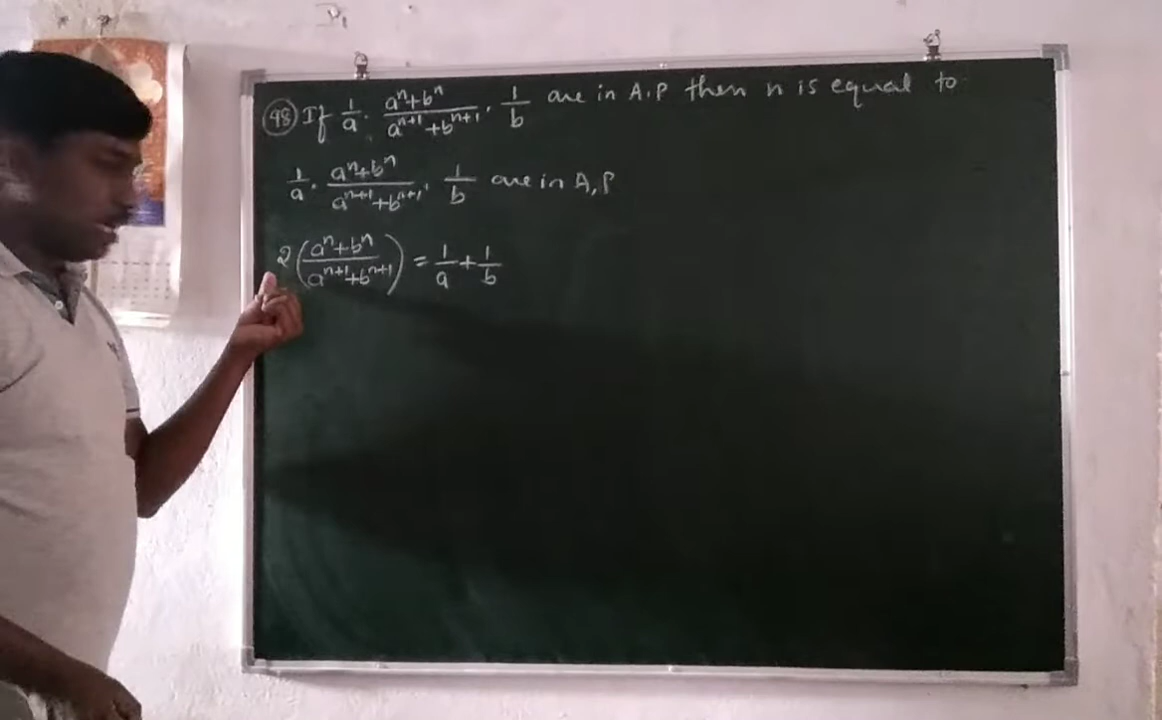 98 If 1/a , (aⁿ+bⁿ)/(aⁿ⁺¹+bⁿ⁺¹) , 1/b are in A.P then n is equal to
1/a , (aⁿ+bⁿ)/(aⁿ⁺¹+bⁿ⁺¹) , 1/b are in A,P
2((aⁿ+bⁿ)/(aⁿ⁺¹+bⁿ⁺¹)) = 1/a + 1/b